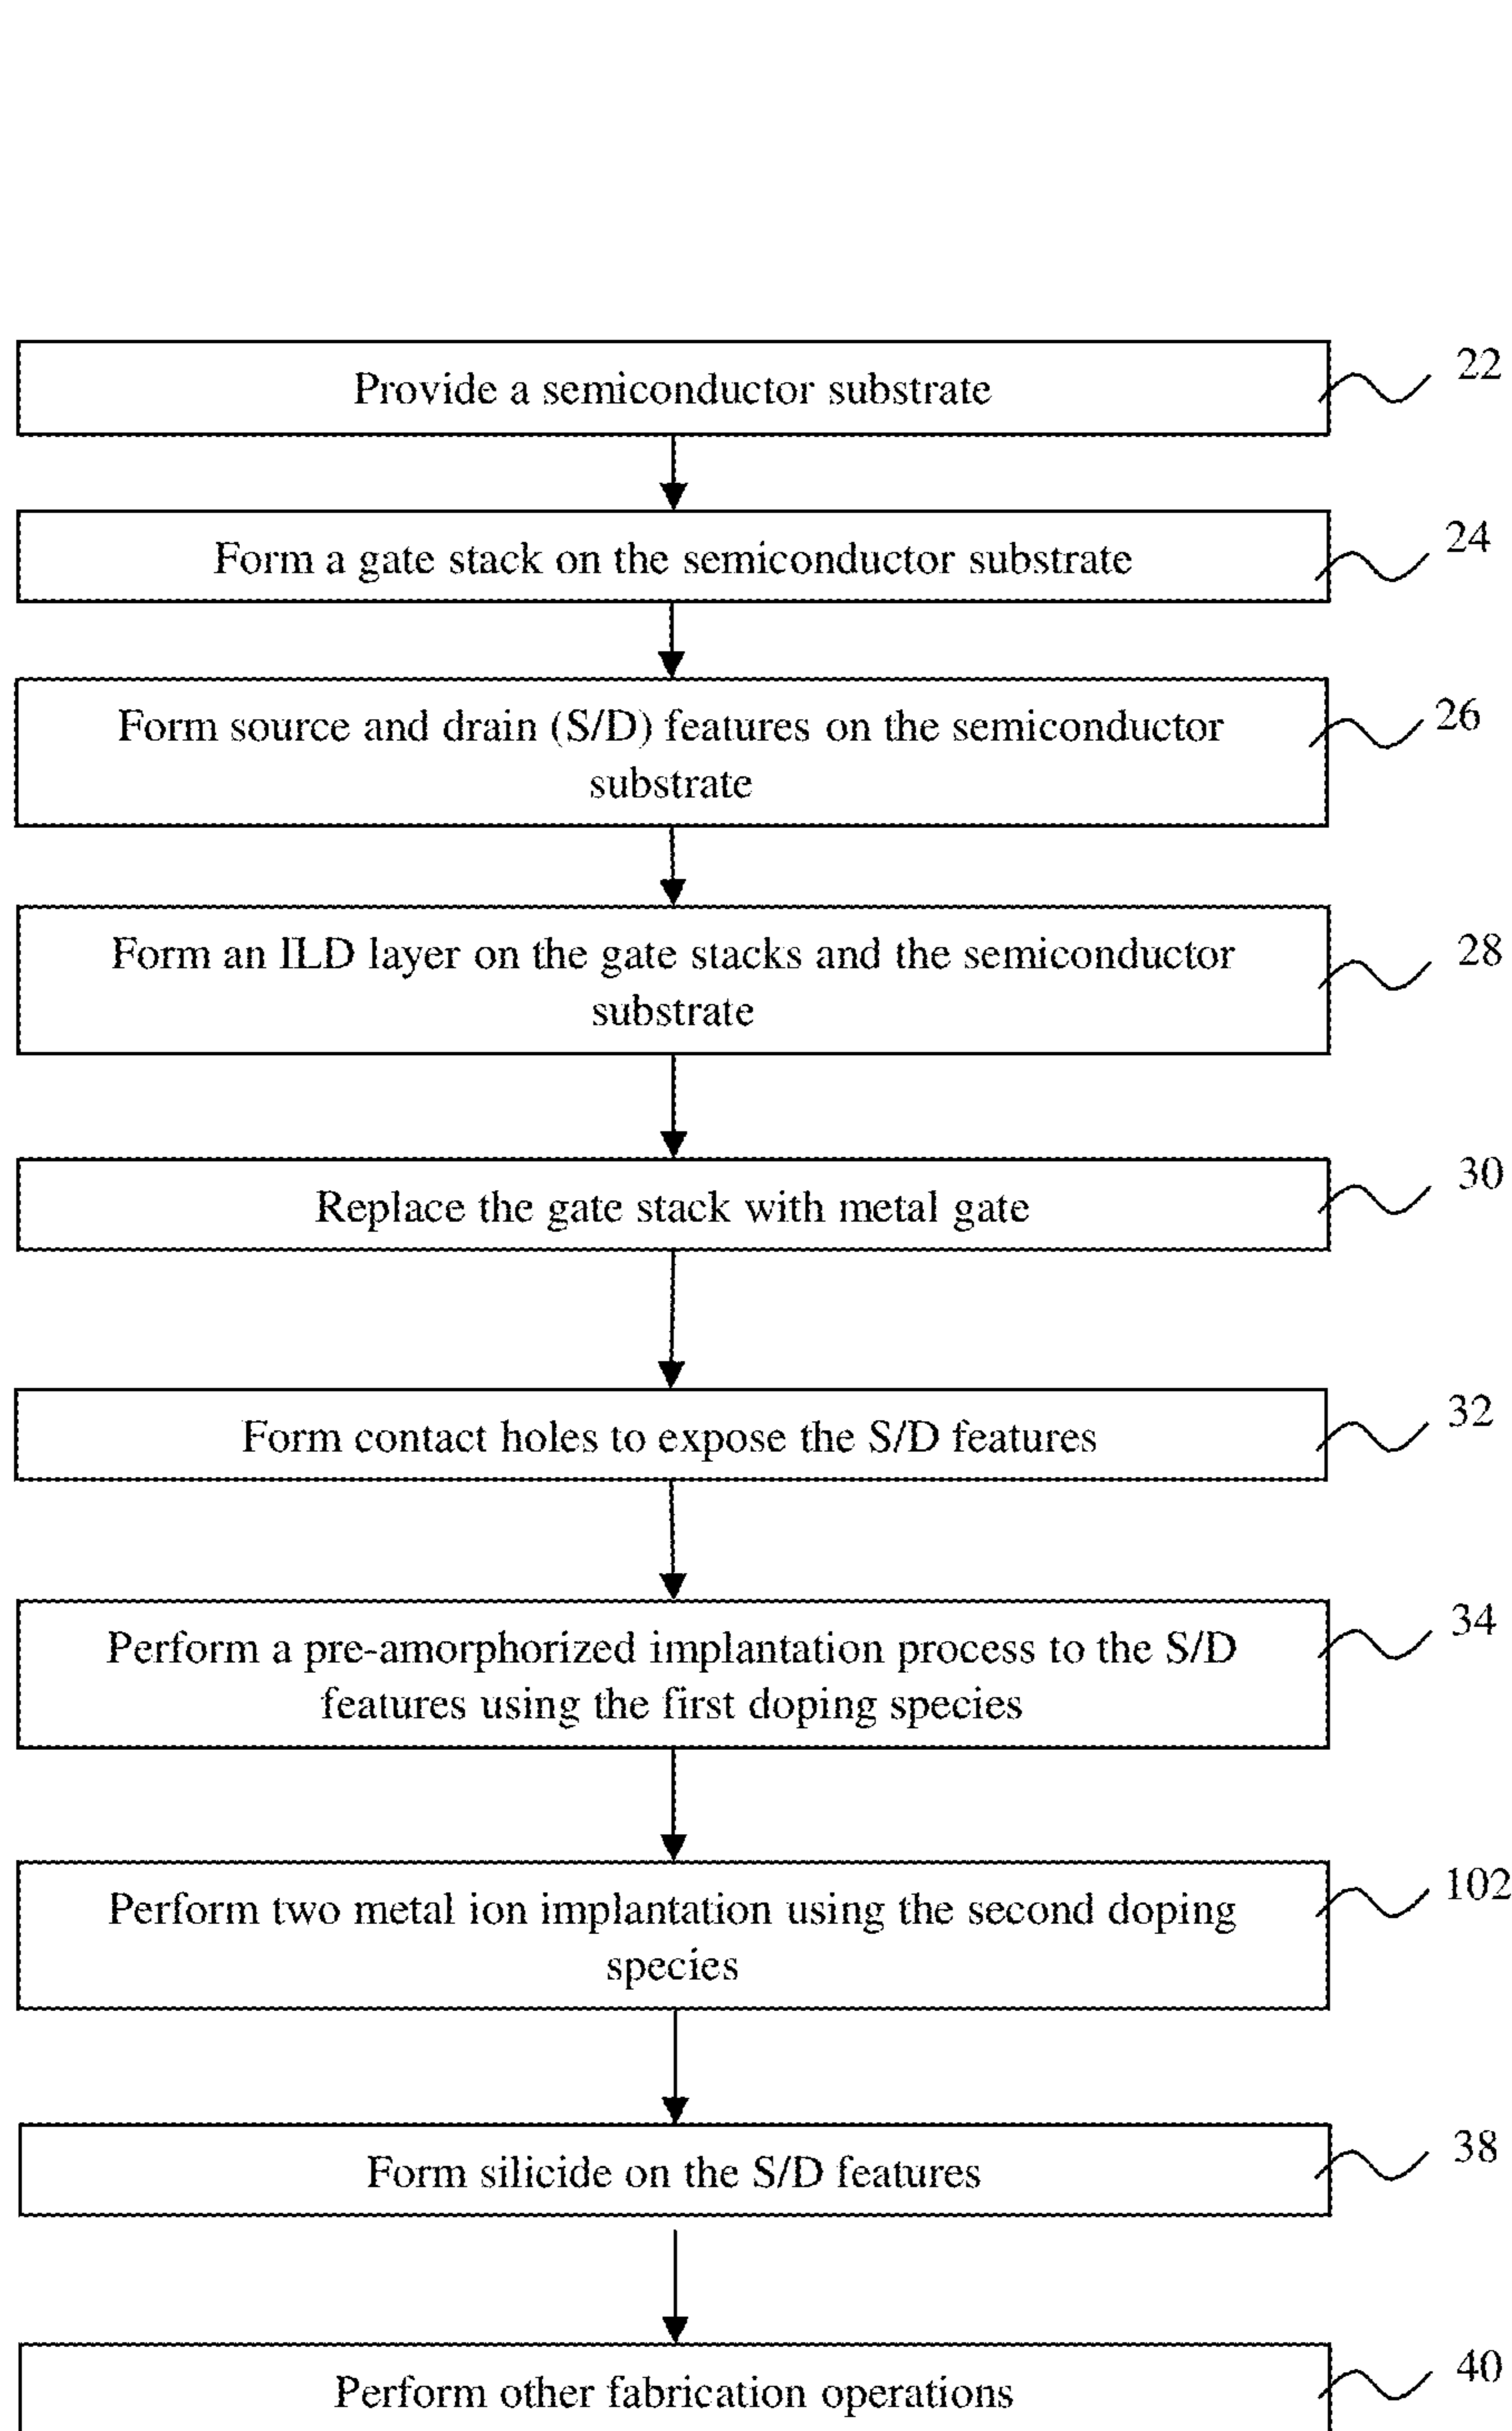 Provide a semiconductor substrate
22
Form a gate stack on the semiconductor substrate
24
Form source and drain (S/D) features on the semiconductor
substrate
26
Form an ILD layer on the gate stacks and the semiconductor
substrate
28
Replace the gate stack with metal gate
30
Form contact holes to expose the S/D features
32
Perform a pre-amorphorized implantation process to the S/D
features using the first doping species
34
Perform two metal ion implantation using the second doping
species
102
Form silicide on the S/D features
38
Perform other fabrication operations
40